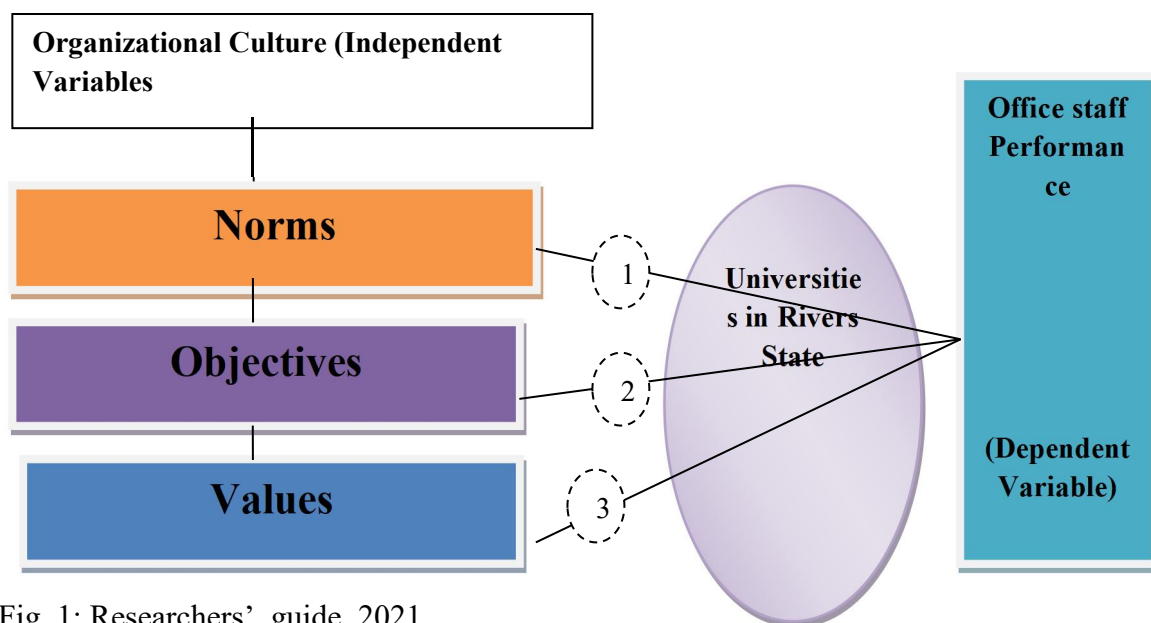 Organizational Culture (Independent
Variables
Norms
Objectives
Values
1
2
3
Universitie
s in Rivers
State
Office staff
Performan
ce
(Dependent
Variable)
Fig. 1: Researchers’ guide, 2021